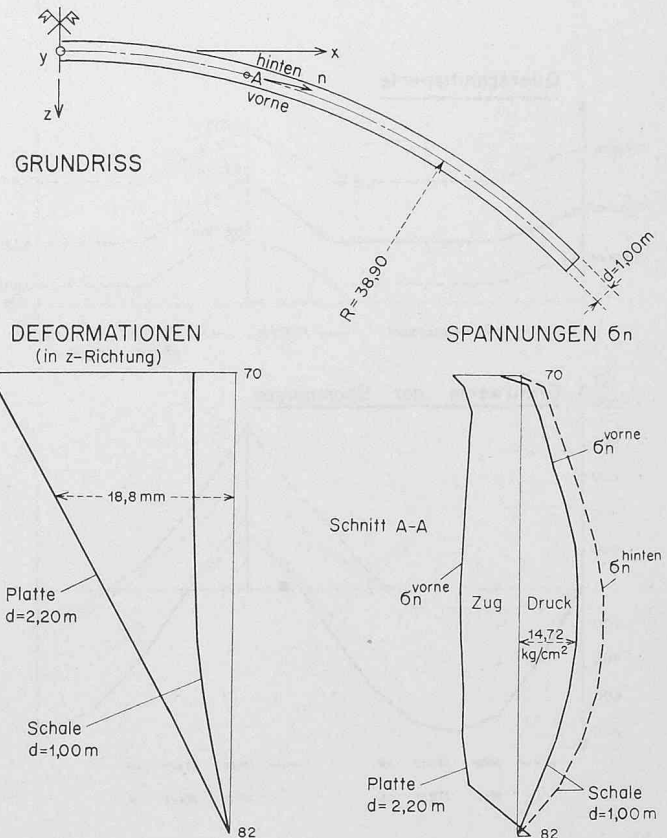 y
x
z
A
hinten n
vorne
GRUNDRISS
R = 38,90
d=1,00m
DEFORMATIONEN
(in z-Richtung)
70
18,8 mm
Platte
d=2,20m
Schale
d=1,00m
82
SPANNUNGEN σn
70
σn vorne
Schnitt A-A
σn hinten
σn vorne
Zug
Druck
14,72
kg/cm²
Platte
d= 2,20m
Schale
d=1,00m
82